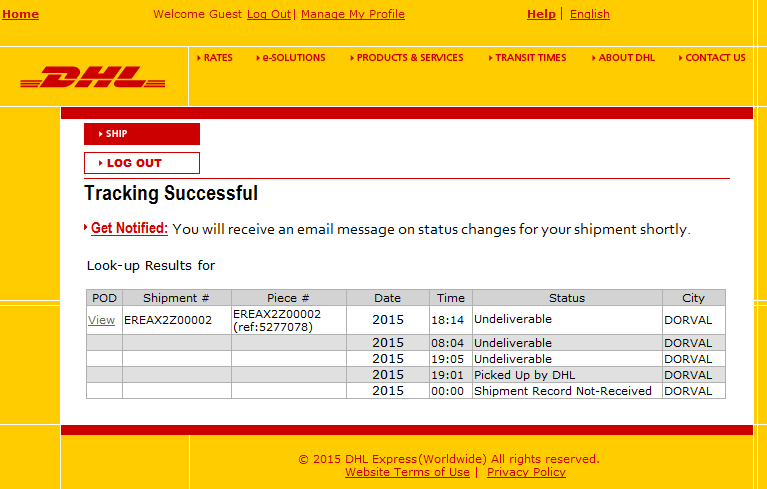 Home Welcome Guest Log Out| Manage My Profile Help | English
DHL RATES e-SOLUTIONS PRODUCTS & SERVICES TRANSIT TIMES ABOUT DHL CONTACT US
SHIP
LOG OUT
Tracking Successful
Get Notified: You will receive an email message on status changes for your shipment shortly.
Look-up Results for
POD Shipment # Piece # Date Time Status City
View EREAX2Z00002 EREAX2Z00002 (ref:5277078) 2015 18:14 Undeliverable DORVAL
2015 08:04 Undeliverable DORVAL
2015 19:05 Undeliverable DORVAL
2015 19:01 Picked Up by DHL DORVAL
2015 00:00 Shipment Record Not-Received DORVAL
© 2015 DHL Express(Worldwide) All rights reserved.
Website Terms of Use | Privacy Policy